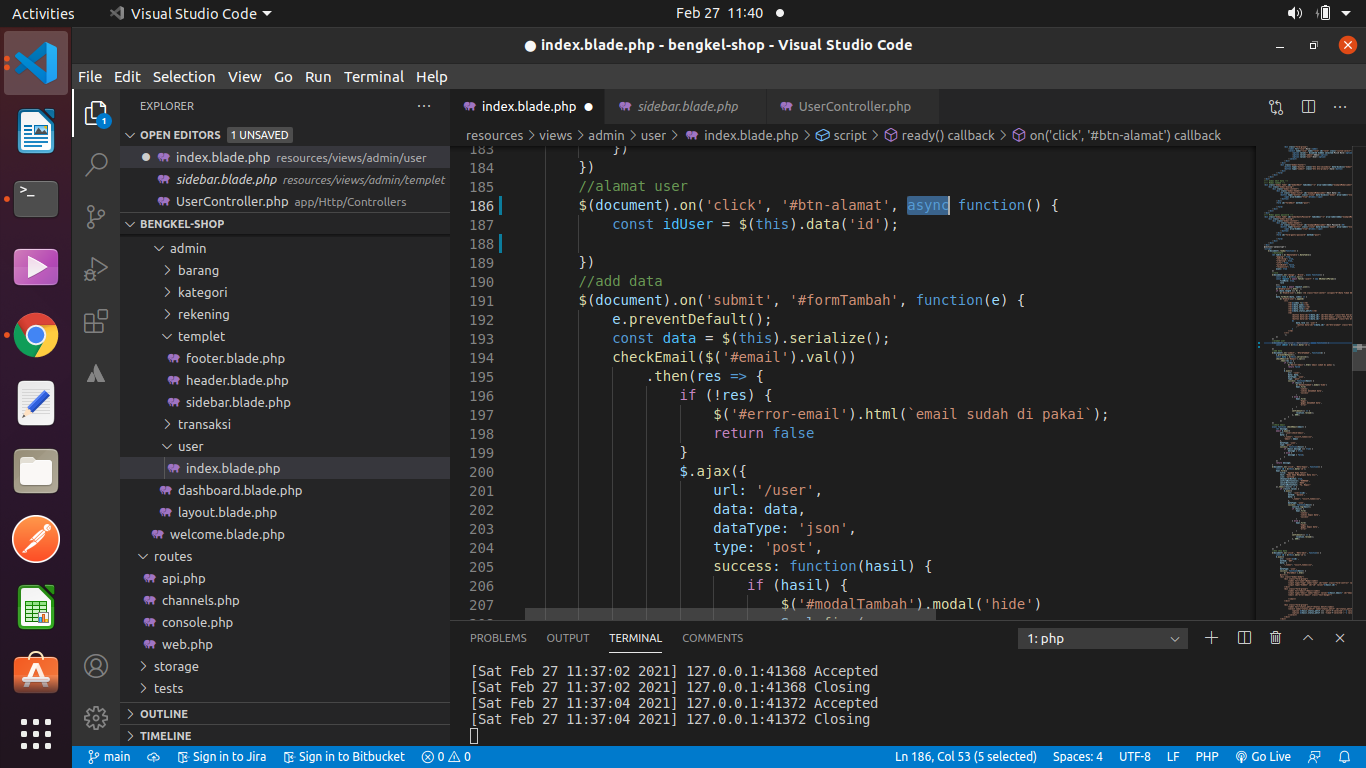 Activities
Visual Studio Code
Feb 27 11:40
index.blade.php - bengkel-shop - Visual Studio Code
File Edit Selection View Go Run Terminal Help
EXPLORER
OPEN EDITORS 1 UNSAVED
index.blade.php resources/views/admin/user
sidebar.blade.php resources/views/admin/templet
UserController.php app/Http/Controllers
BENGKEL-SHOP
admin
barang
kategori
rekening
templet
footer.blade.php
header.blade.php
sidebar.blade.php
transaksi
user
index.blade.php
dashboard.blade.php
layout.blade.php
welcome.blade.php
routes
api.php
channels.php
console.php
web.php
storage
tests
OUTLINE
TIMELINE
1
index.blade.php
sidebar.blade.php
UserController.php
resources > views > admin > user > index.blade.php > script > ready() callback > on('click', '#btn-alamat') callback
183 })
184 })
185 //alamat user
186 $(document).on('click', '#btn-alamat', async function() {
187 const idUser = $(this).data('id');
188
189 })
190 //add data
191 $(document).on('submit', '#formTambah', function(e) {
192 e.preventDefault();
193 const data = $(this).serialize();
194 checkEmail($('#email').val())
195 .then(res => {
196 if (!res) {
197 $('#error-email').html(`email sudah di pakai`);
198 return false
199 }
200 $.ajax({
201 url: '/user',
202 data: data,
203 dataType: 'json',
204 type: 'post',
205 success: function(hasil) {
206 if (hasil) {
207 $('#modalTambah').modal('hide')
PROBLEMS OUTPUT TERMINAL COMMENTS
1: php
[Sat Feb 27 11:37:02 2021] 127.0.0.1:41368 Accepted
[Sat Feb 27 11:37:02 2021] 127.0.0.1:41368 Closing
[Sat Feb 27 11:37:04 2021] 127.0.0.1:41372 Accepted
[Sat Feb 27 11:37:04 2021] 127.0.0.1:41372 Closing
main
Sign in to Jira
Sign in to Bitbucket
0 0
Ln 186, Col 53 (5 selected)
Spaces: 4
UTF-8
LF
PHP
Go Live